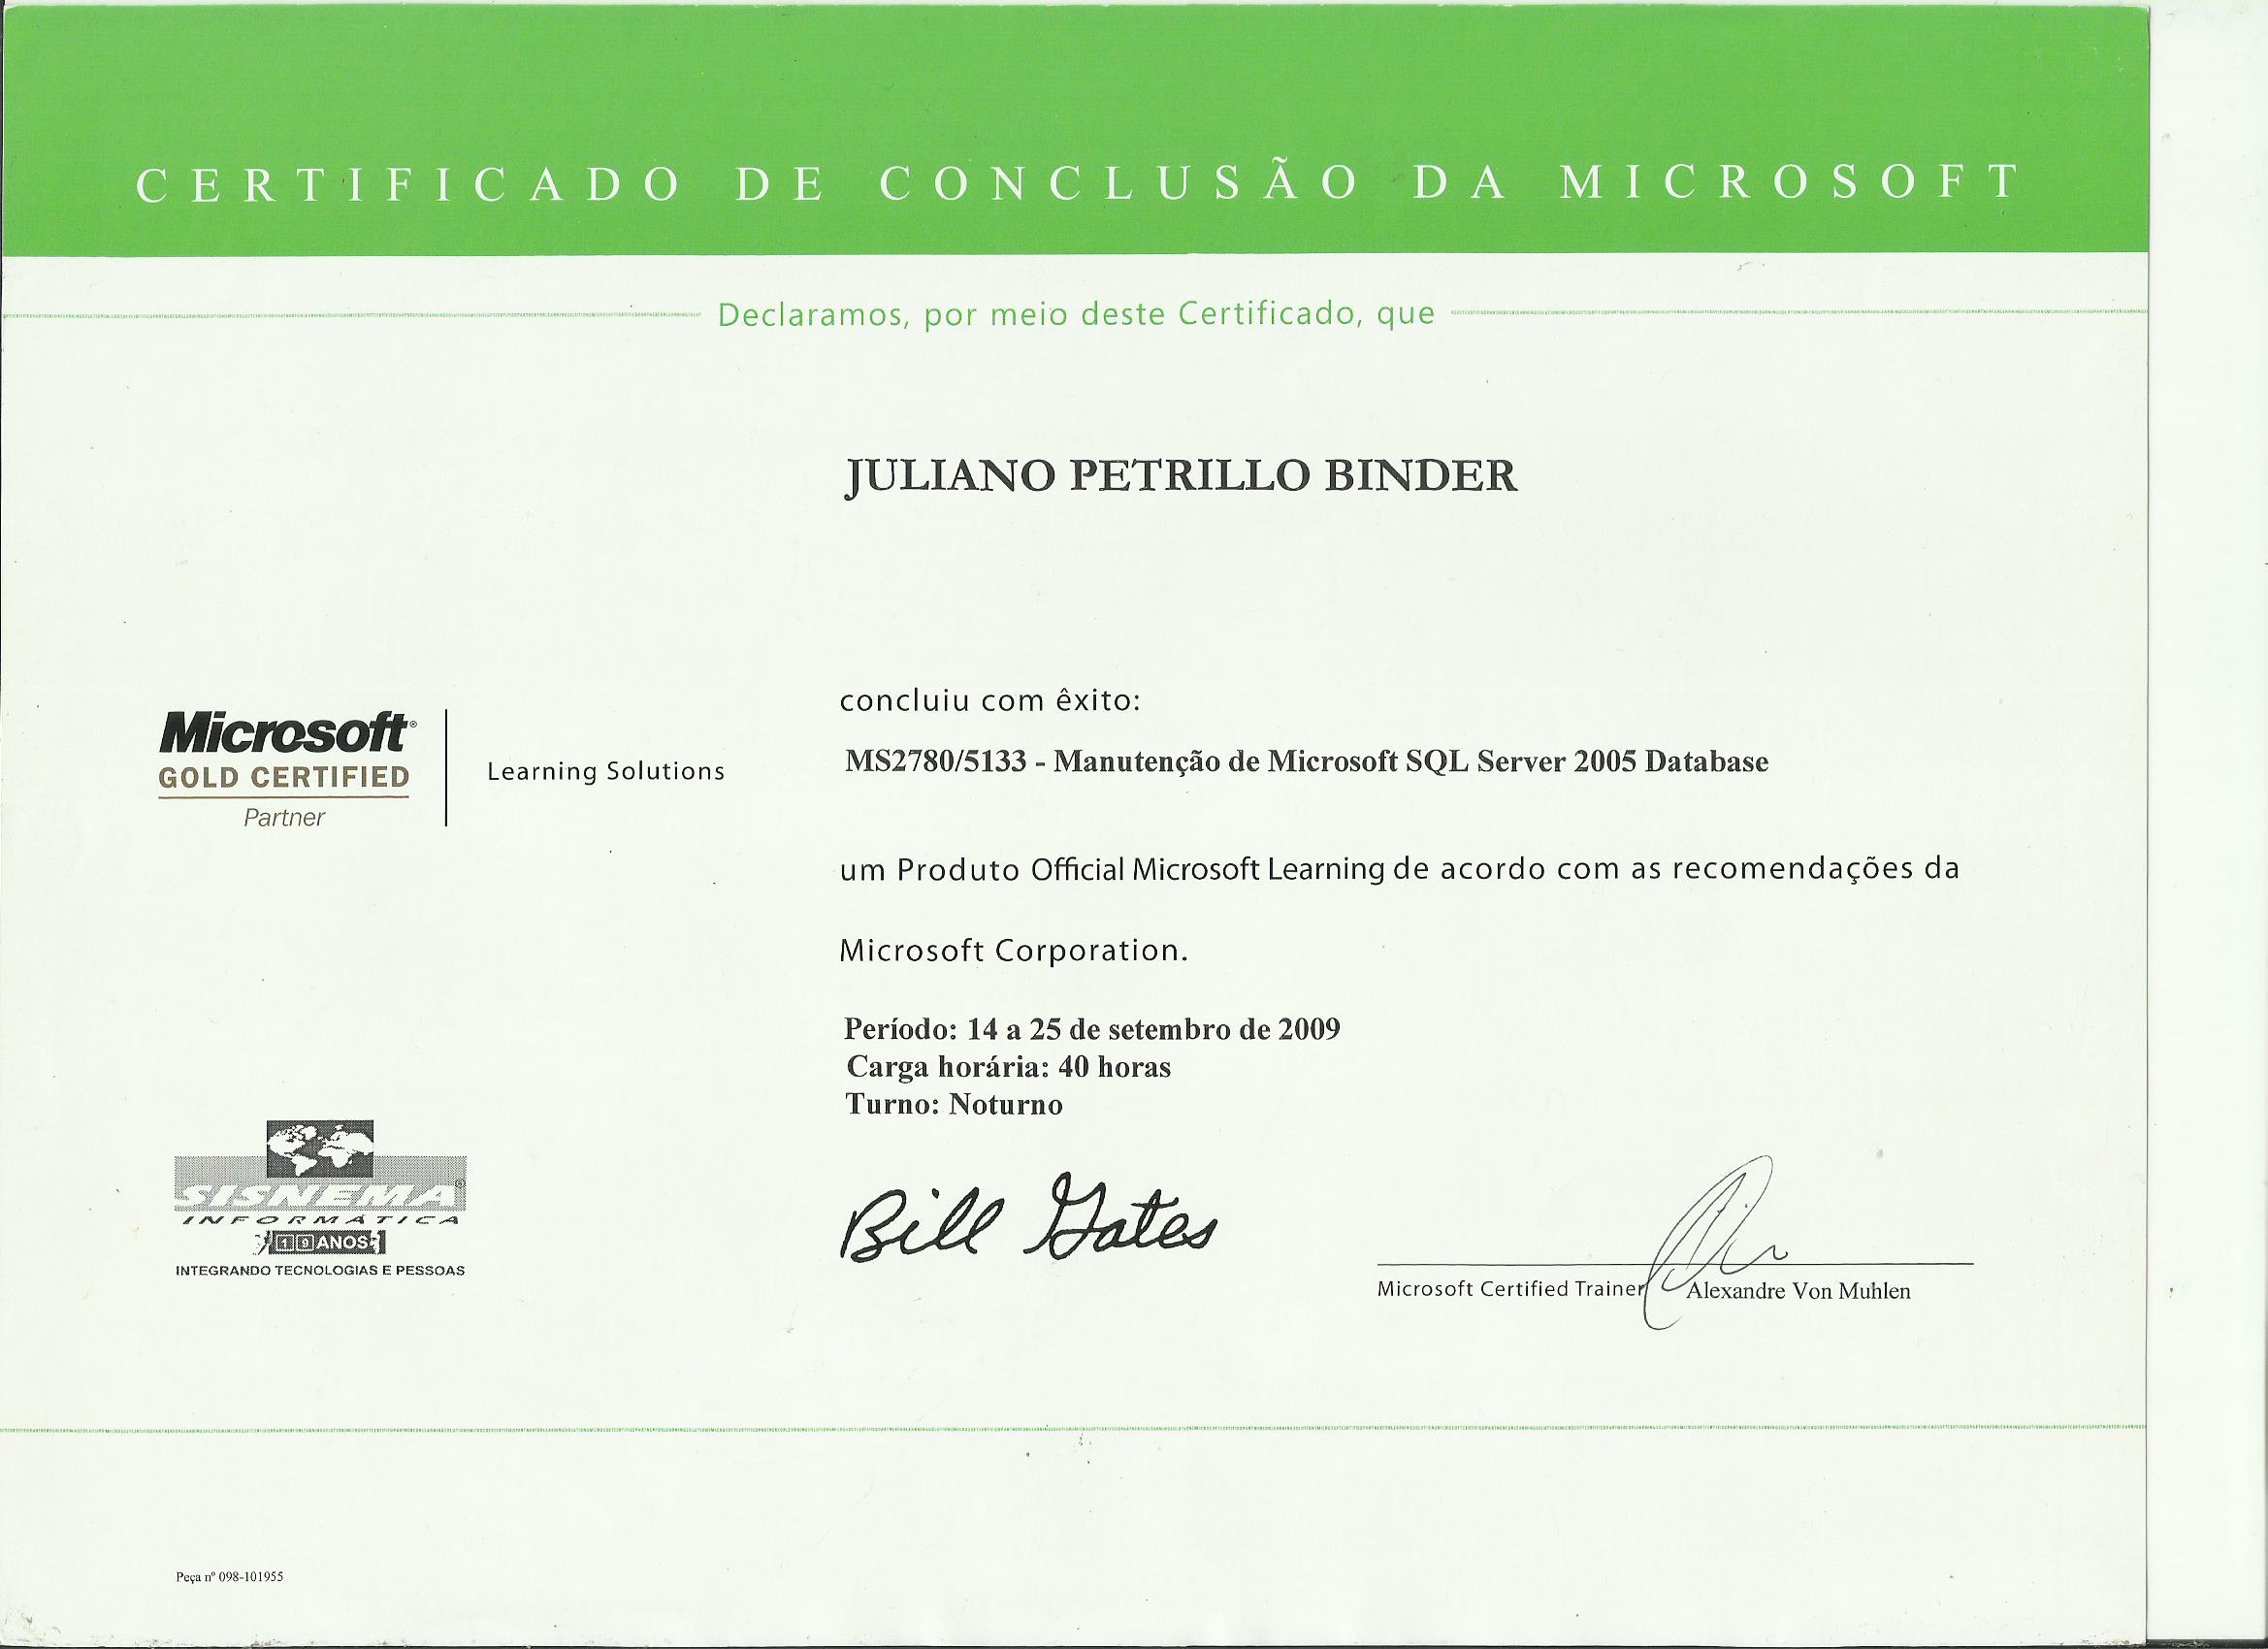 CERTIFICADO DE CONCLUSÃO DA MICROSOFT
Declaramos, por meio deste Certificado, que
JULIANO PETRILLO BINDER
concluiu com êxito:
MS2780/5133 - Manutenção de Microsoft SQL Server 2005 Database
Microsoft®
GOLD CERTIFIED
Partner
Learning Solutions
um Produto Official Microsoft Learning de acordo com as recomendações da
Microsoft Corporation.
Período: 14 a 25 de setembro de 2009
Carga horária: 40 horas
Turno: Noturno
SISNEMA®
INFORMÁTICA
19 ANOS
INTEGRANDO TECNOLOGIAS E PESSOAS
Bill Gates
Microsoft Certified Trainer Alexandre Von Muhlen
Peça nº 098-101955